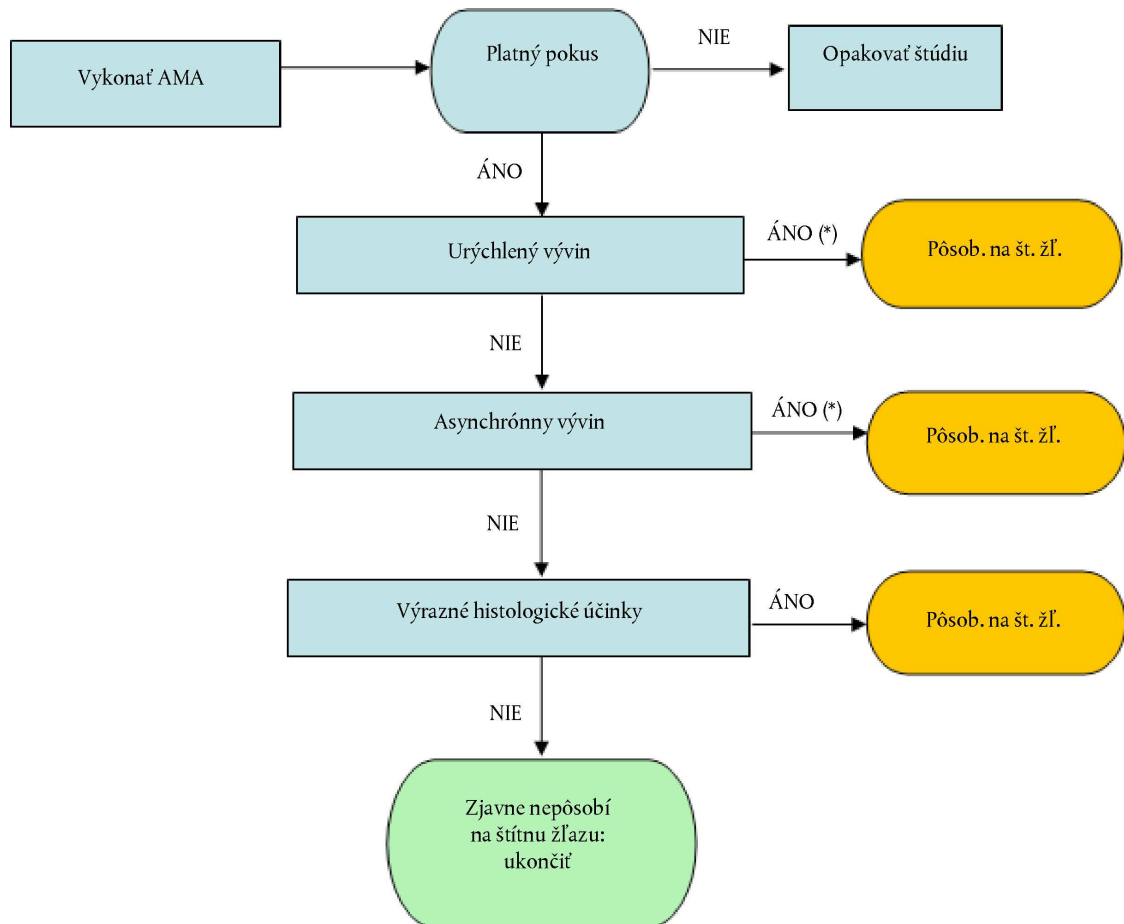 Vykonať AMA
Platný pokus
NIE
Opakovať štúdiu
ÁNO
Urýchlený vývin
ÁNO (*)
Pôsob. na št. žľ.
NIE
Asynchrónny vývin
ÁNO (*)
Pôsob. na št. žľ.
NIE
Výrazné histologické účinky
ÁNO
Pôsob. na št. žľ.
NIE
Zjavne nepôsobí
na štítnu žľazu:
ukončiť